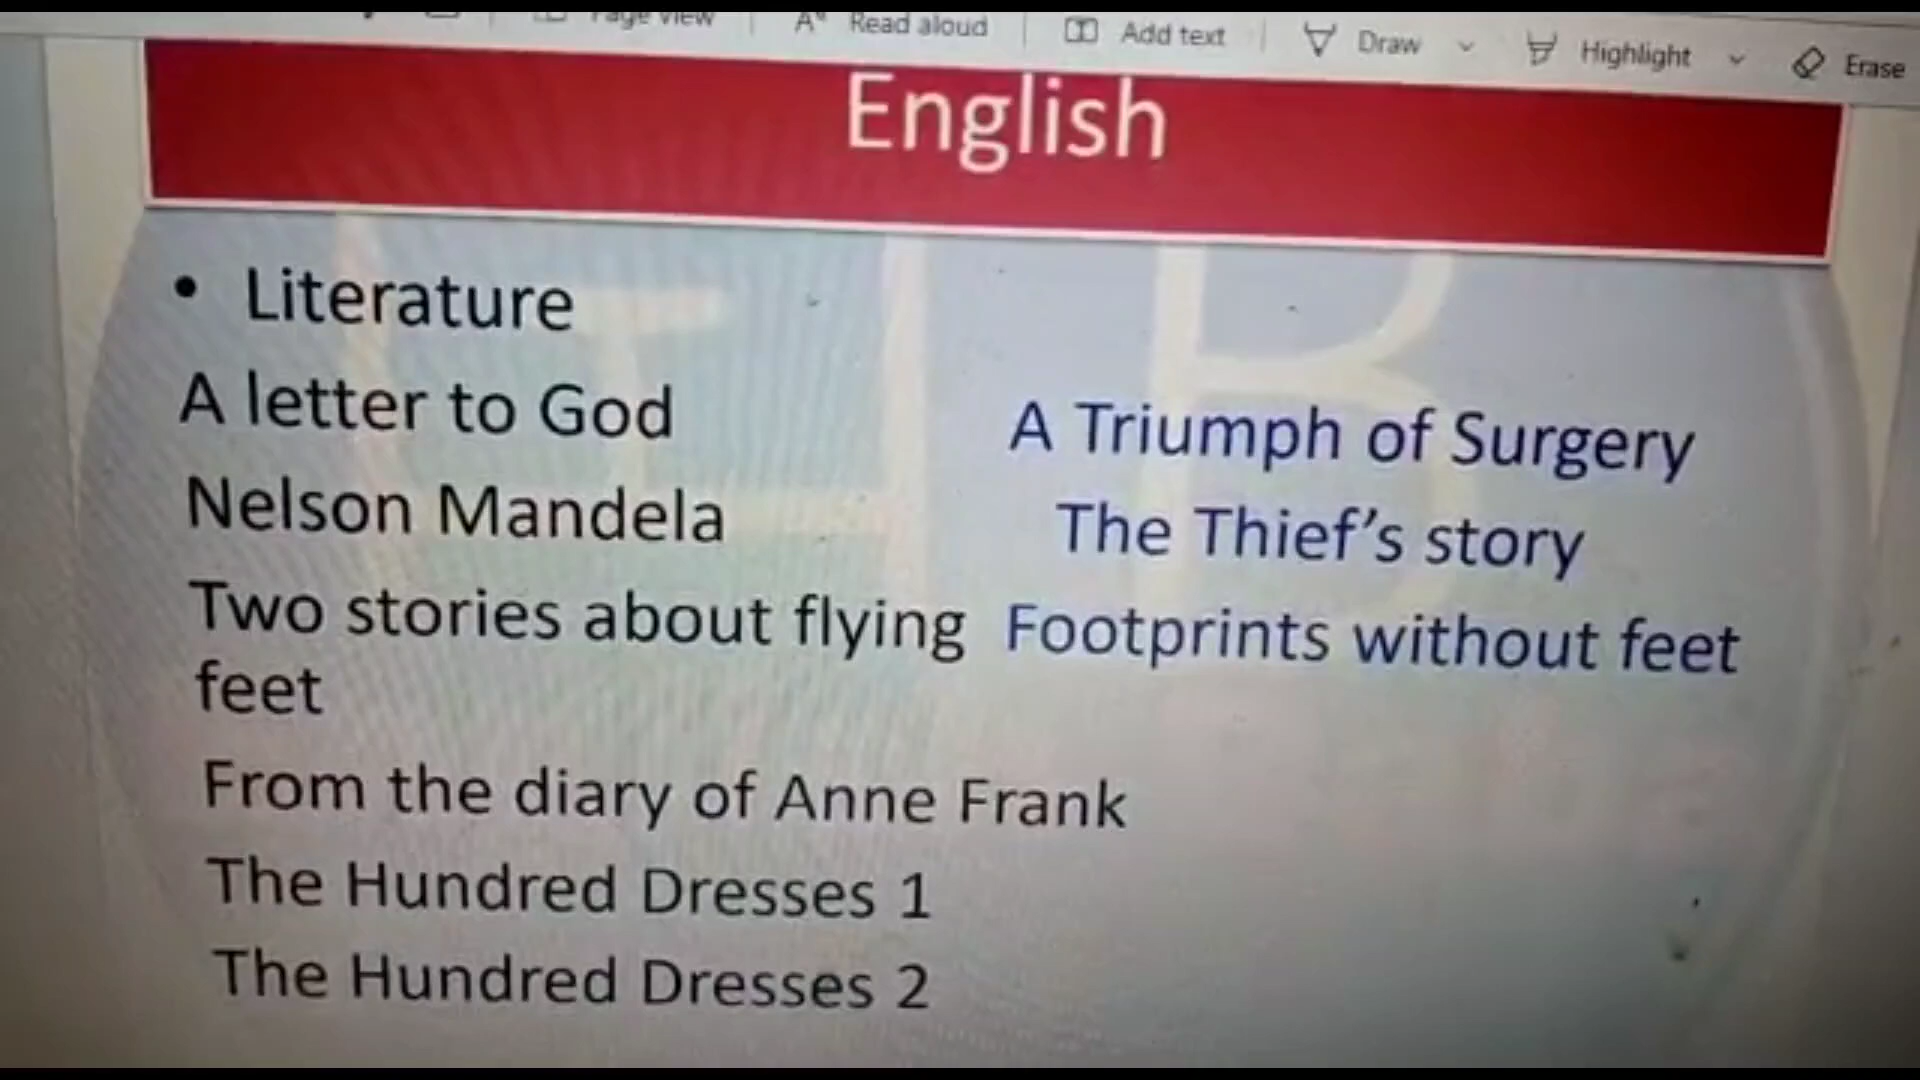 Page view
Read aloud
Add text
Draw
Highlight
Erase
English
• Literature
A letter to God
Nelson Mandela
Two stories about flying
feet
From the diary of Anne Frank
The Hundred Dresses 1
The Hundred Dresses 2
A Triumph of Surgery
The Thief's story
Footprints without feet